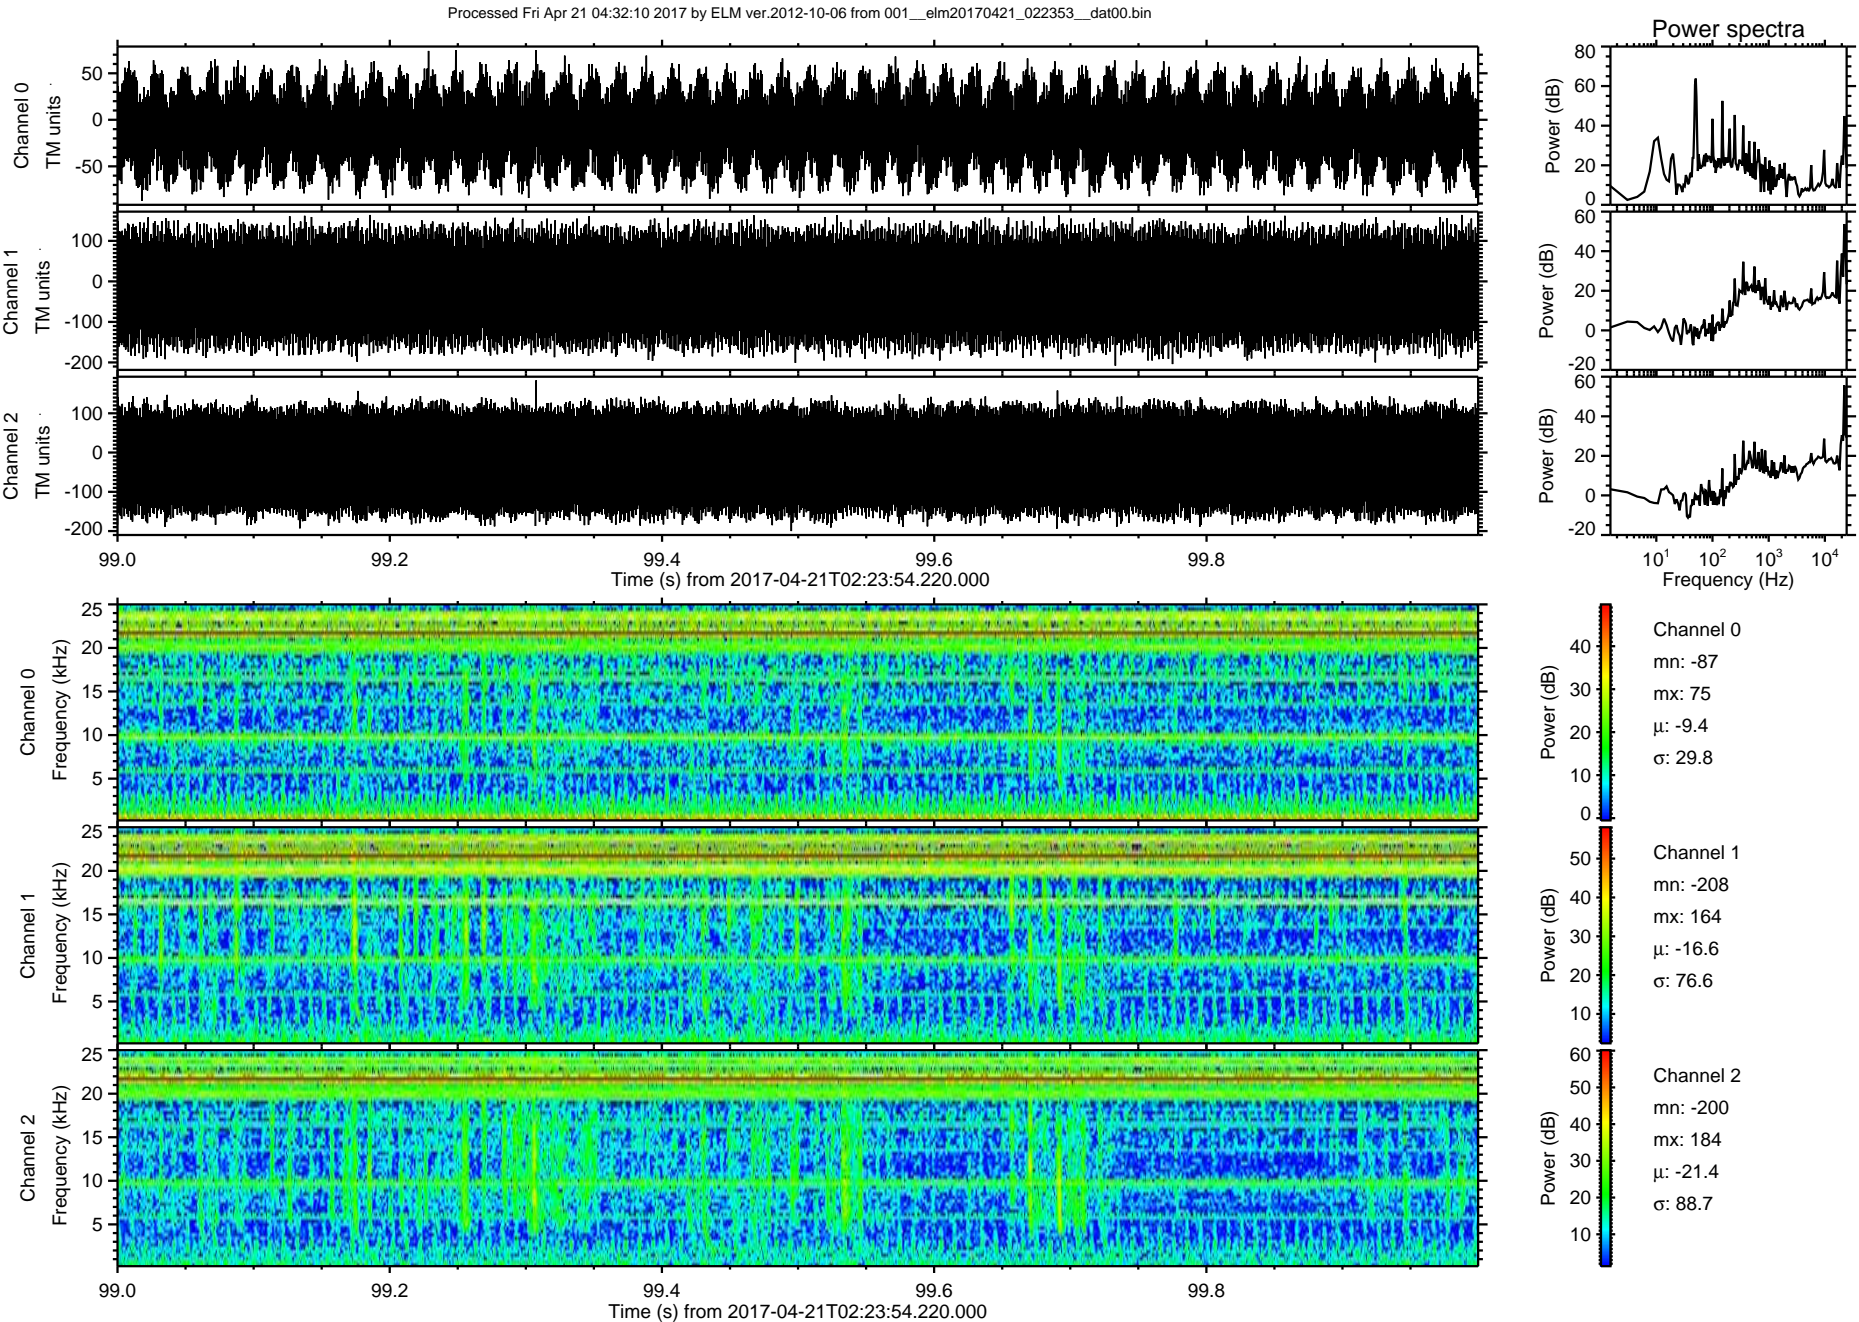 Processed Fri Apr 21 04:32:10 2017 by ELM ver.2012-10-06 from 001__elm20170421_022353__dat00.bin
Power spectra
Channel 0
TM units
50
0
-50
Power (dB)
80
60
40
20
0
Channel 1
TM units
100
0
-100
-200
Power (dB)
60
40
20
0
-20
Channel 2
TM units
100
0
-100
-200
Power (dB)
60
40
20
0
-20
99.0 99.2 99.4 99.6 99.8
Time (s) from 2017-04-21T02:23:54.220.000
10¹ 10² 10³ 10⁴
Frequency (Hz)
Channel 0
Frequency (kHz)
25
20
15
10
5
Power (dB)
40
30
20
10
0
Channel 0
mn: -87
mx: 75
µ: -9.4
σ: 29.8
Channel 1
Frequency (kHz)
25
20
15
10
5
Power (dB)
50
40
30
20
10
Channel 1
mn: -208
mx: 164
µ: -16.6
σ: 76.6
Channel 2
Frequency (kHz)
25
20
15
10
5
Power (dB)
60
50
40
30
20
10
Channel 2
mn: -200
mx: 184
µ: -21.4
σ: 88.7
99.0 99.2 99.4 99.6 99.8
Time (s) from 2017-04-21T02:23:54.220.000